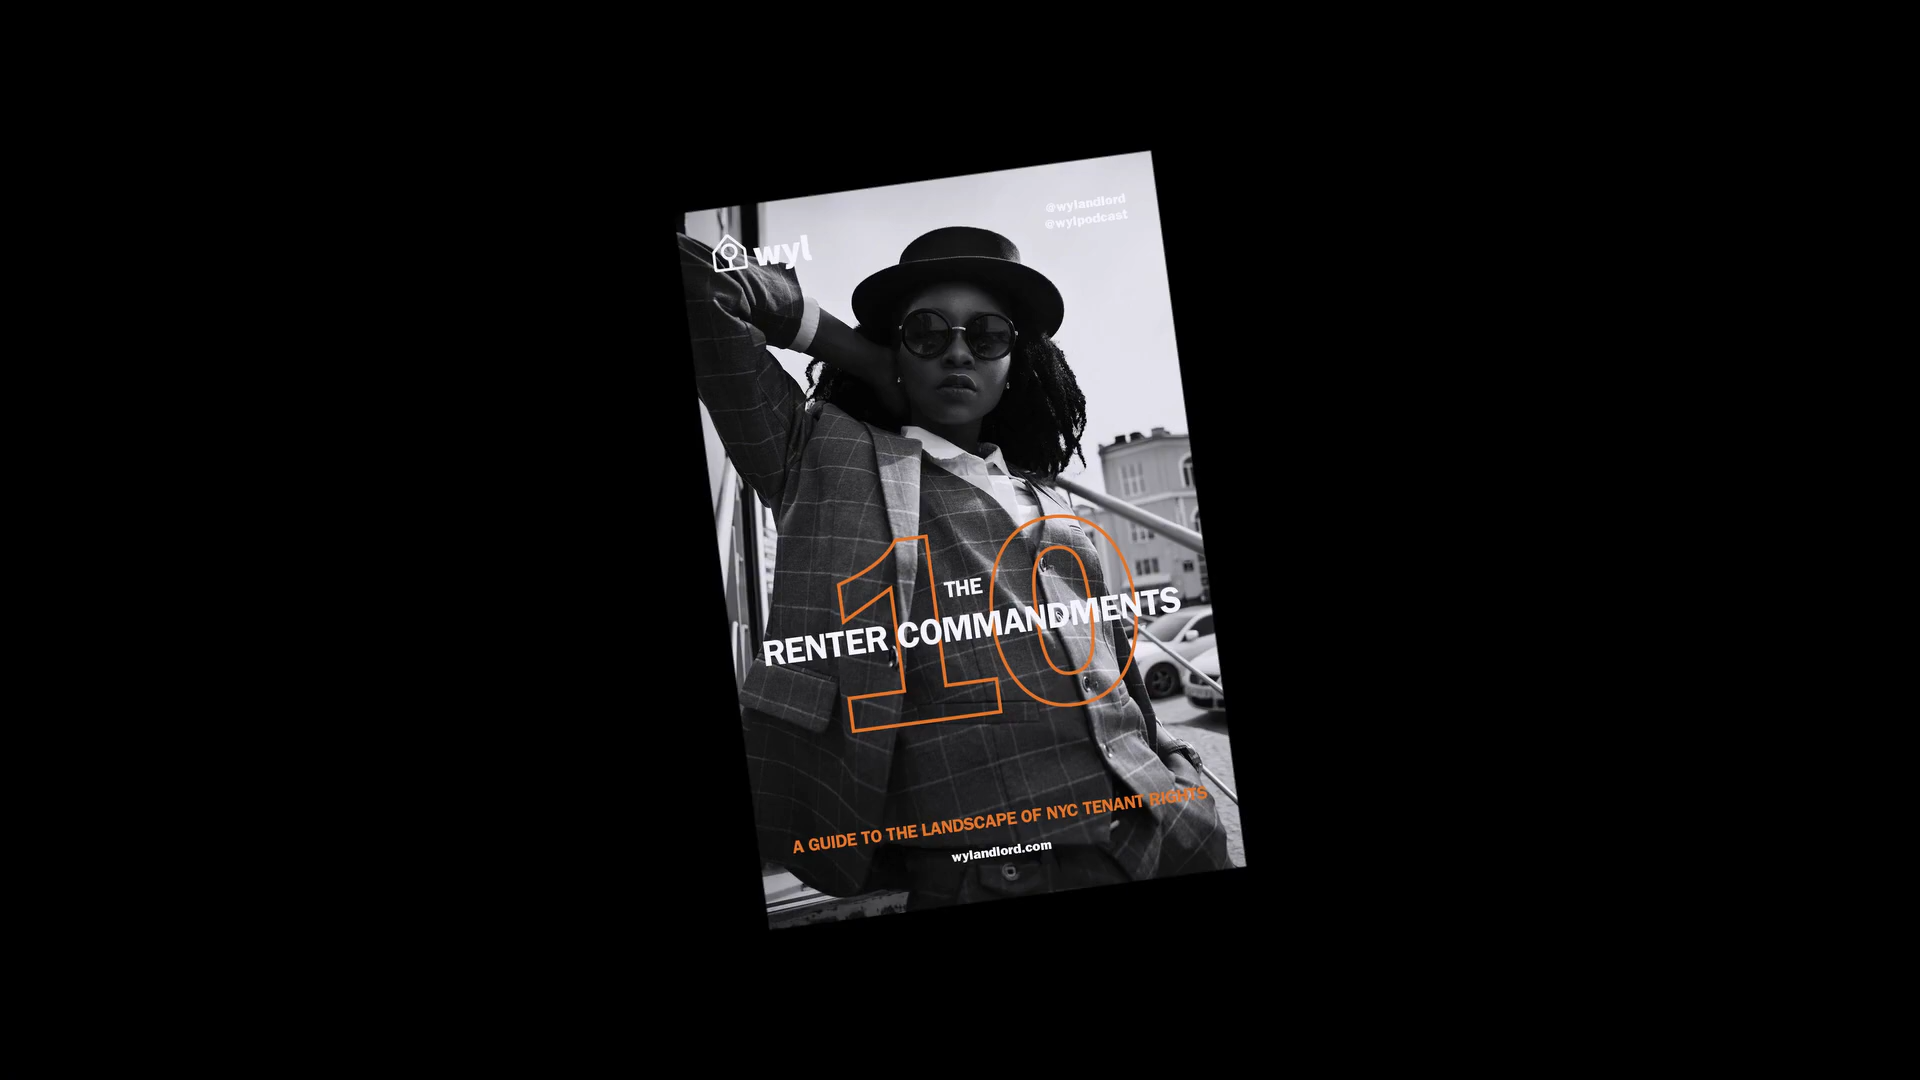 wyl
@wylandlord
@wylpodcast
10
THE
RENTER COMMANDMENTS
A GUIDE TO THE LANDSCAPE OF NYC TENANT RIGHTS
wylandlord.com